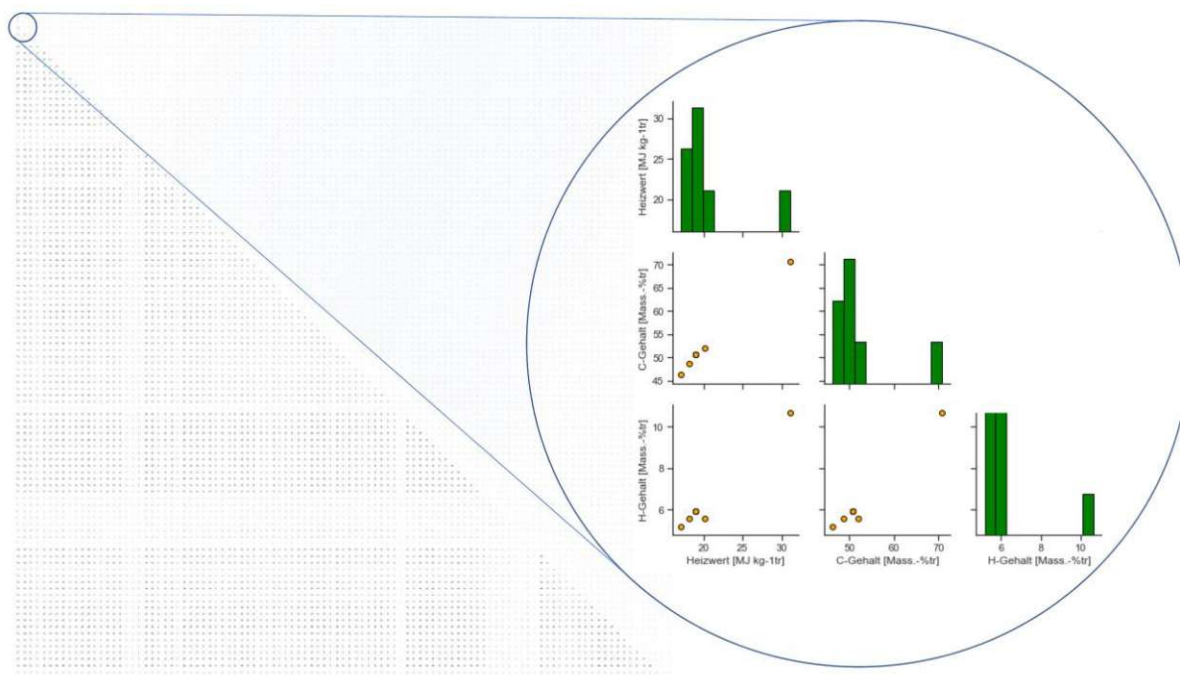 Heizwert [MJ kg-1tr]
30
25
20
C-Gehalt [Mass.-%tr]
70
65
60
55
50
45
H-Gehalt [Mass.-%tr]
10
8
6
20 30
50 60 70
6 8 10
Heizwert [MJ kg-1tr]
C-Gehalt [Mass.-%tr]
H-Gehalt [Mass.-%tr]